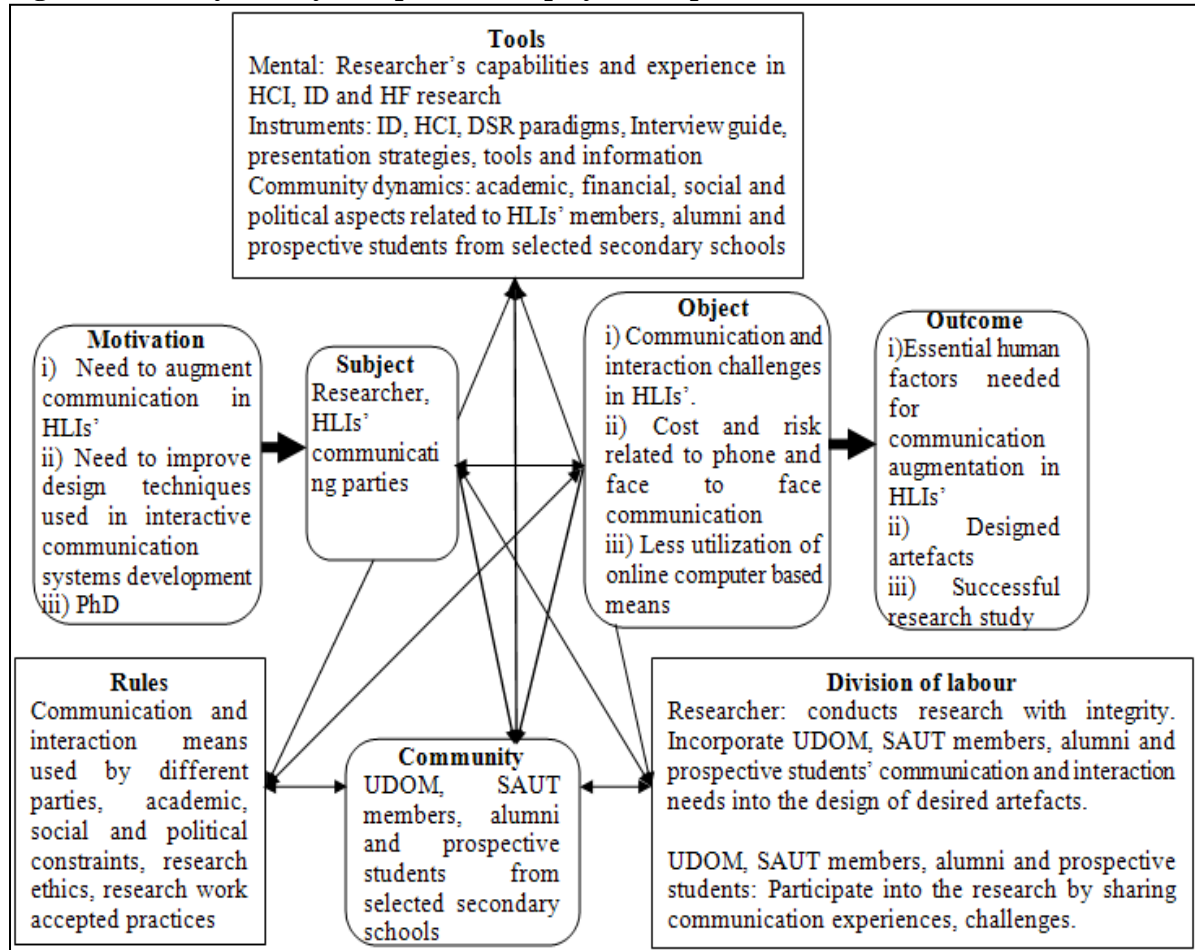 Tools
Mental: Researcher's capabilities and experience in
HCI, ID and HF research
Instruments: ID, HCI, DSR paradigms, Interview guide,
presentation strategies, tools and information
Community dynamics: academic, financial, social and
political aspects related to HLIs' members, alumni and
prospective students from selected secondary schools
Motivation
i) Need to augment
communication in
HLIs'
ii) Need to improve
design techniques
used in interactive
communication
systems development
iii) PhD
Subject
Researcher,
HLIs'
communicati
ng parties
Object
i) Communication and
interaction challenges
in HLIs'.
ii) Cost and risk
related to phone and
face to face
communication
iii) Less utilization of
online computer based
means
Outcome
i)Essential human
factors needed
for
communication
augmentation in
HLIs'
ii) Designed
artefacts
iii) Successful
research study
Rules
Communication and
interaction means
used by different
parties, academic,
social and political
constraints, research
ethics, research work
accepted practices
Community
UDOM, SAUT
members, alumni
and prospective
students from
selected secondary
schools
Division of labour
Researcher: conducts research with integrity.
Incorporate UDOM, SAUT members, alumni and
prospective students' communication and interaction
needs into the design of desired artefacts.
UDOM, SAUT members, alumni and prospective
students: Participate into the research by sharing
communication experiences, challenges.